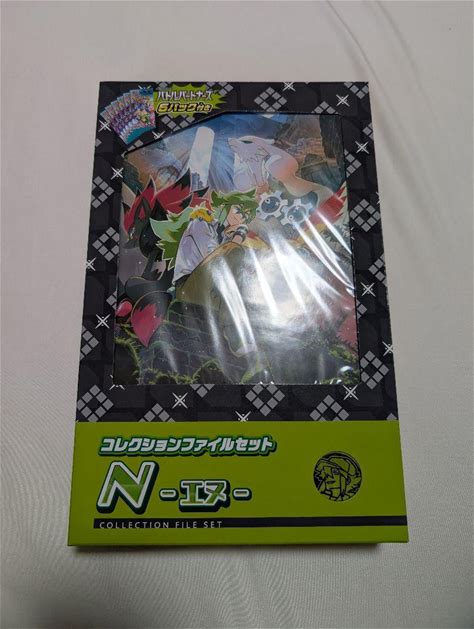 バトルパートナーズ
5パック付き
コレクションファイルセット
N -エヌ-
COLLECTION FILE SET